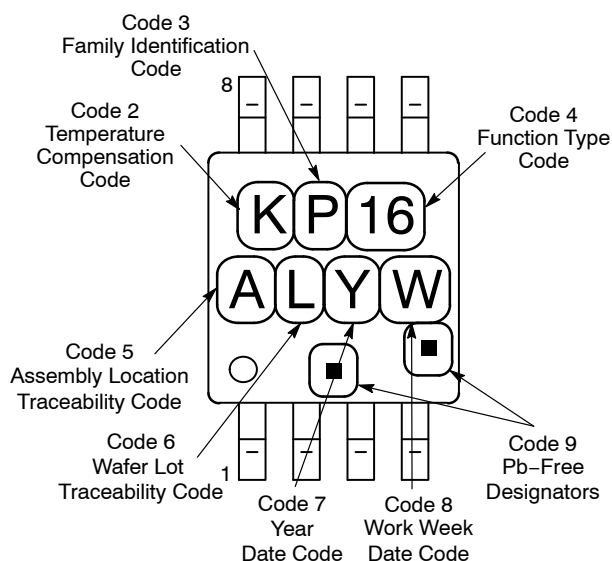 Code 3
Family Identification
Code
8
Code 2
Temperature
Compensation
Code
Code 4
Function Type
Code
KP16
ALYW
Code 5
Assembly Location
Traceability Code
Code 6
Wafer Lot
Traceability Code
1
Code 7
Year
Date Code
Code 8
Work Week
Date Code
Code 9
Pb−Free
Designators